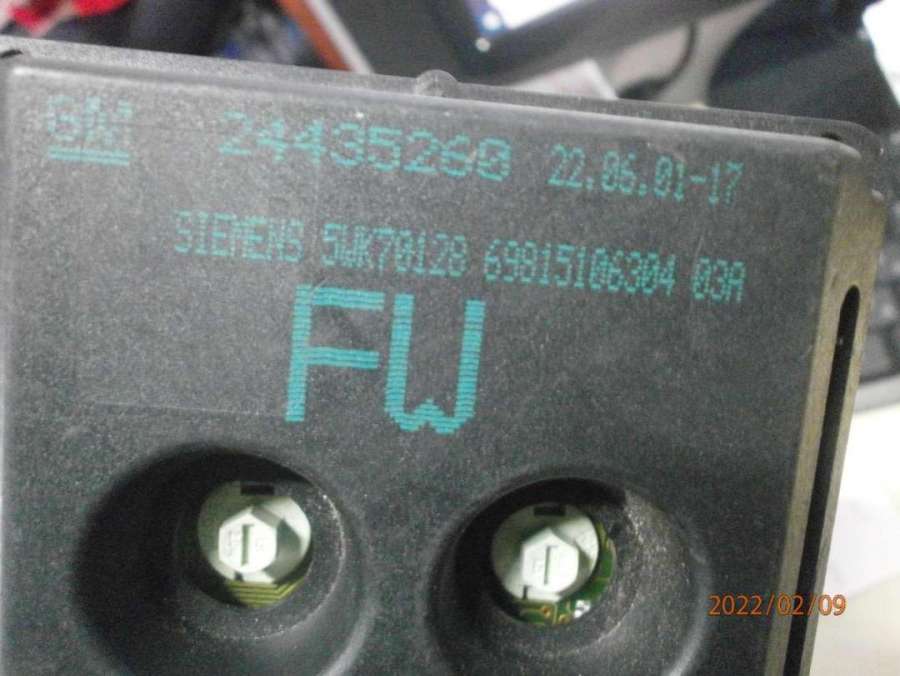 GM 24435260 22.06.01-17
SIEMENS 5WK70128 69815106304 03A
FW
2022/02/09